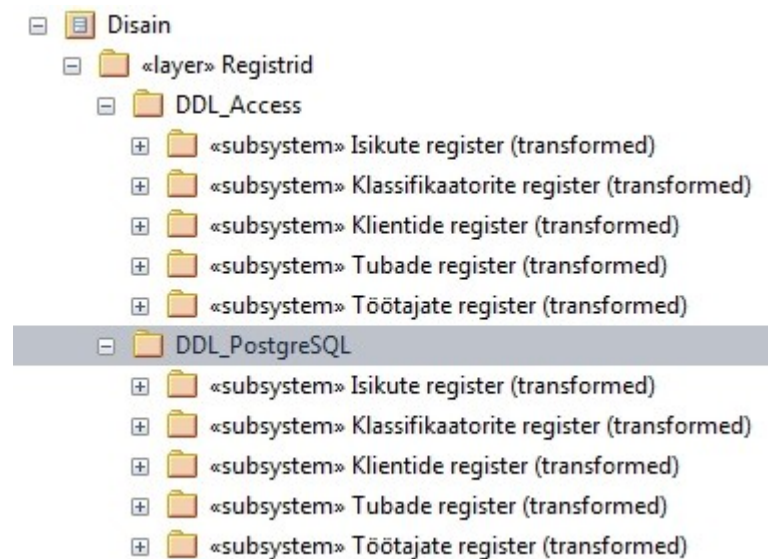 Disain
«layer» Registrid
DDL_Access
«subsystem» Isikute register (transformed)
«subsystem» Klassifikaatorite register (transformed)
«subsystem» Klientide register (transformed)
«subsystem» Tubade register (transformed)
«subsystem» Töötajate register (transformed)
DDL_PostgreSQL
«subsystem» Isikute register (transformed)
«subsystem» Klassifikaatorite register (transformed)
«subsystem» Klientide register (transformed)
«subsystem» Tubade register (transformed)
«subsystem» Töötajate register (transformed)